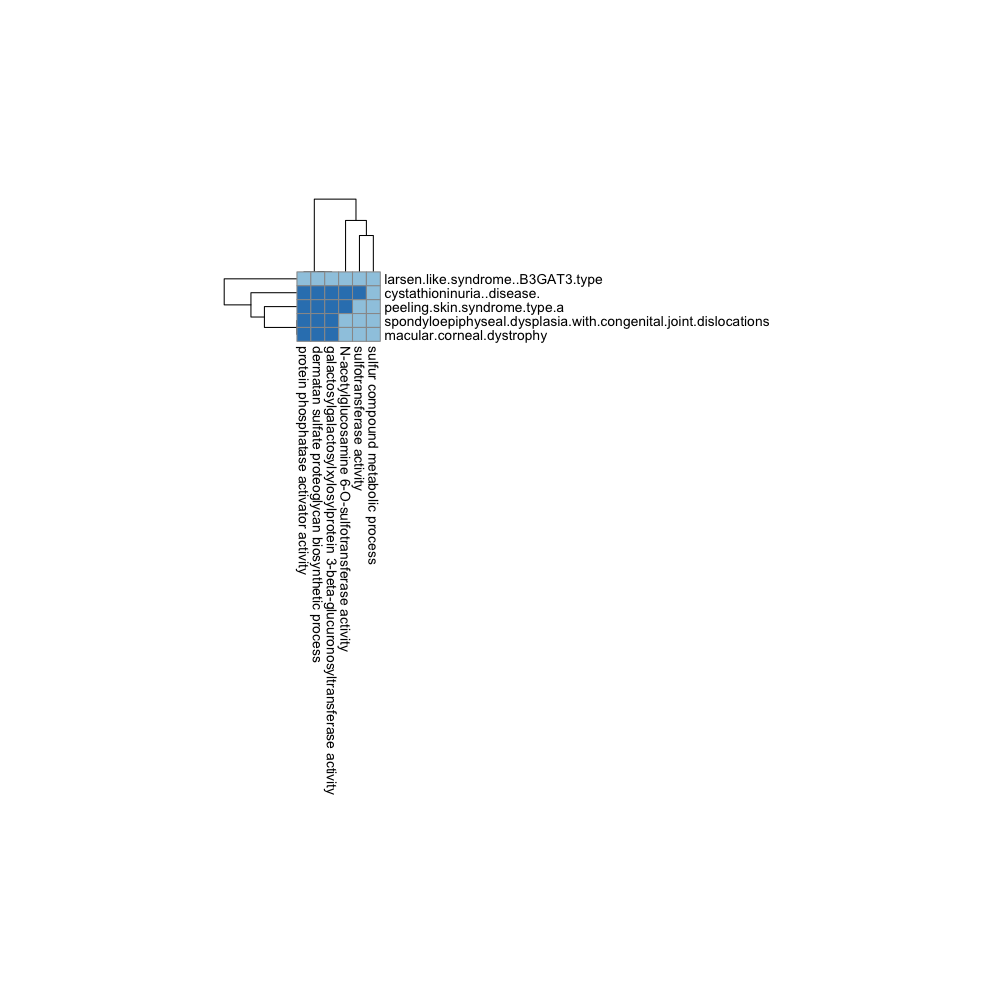 larsen.like.syndrome..B3GAT3.type
cystathioninuria..disease.
peeling.skin.syndrome.type.a
spondyloepiphyseal.dysplasia.with.congenital.joint.dislocations
macular.corneal.dystrophy
protein phosphatase activator activity
dermatan sulfate proteoglycan biosynthetic process
galactosylgalactosylxylosylprotein 3-beta-glucuronosyltransferase activity
N-acetylglucosamine 6-O-sulfotransferase activity
sulfotransferase activity
sulfur compound metabolic process